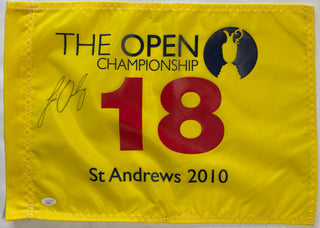 THE OPEN
CHAMPIONSHIP
18
St Andrews 2010